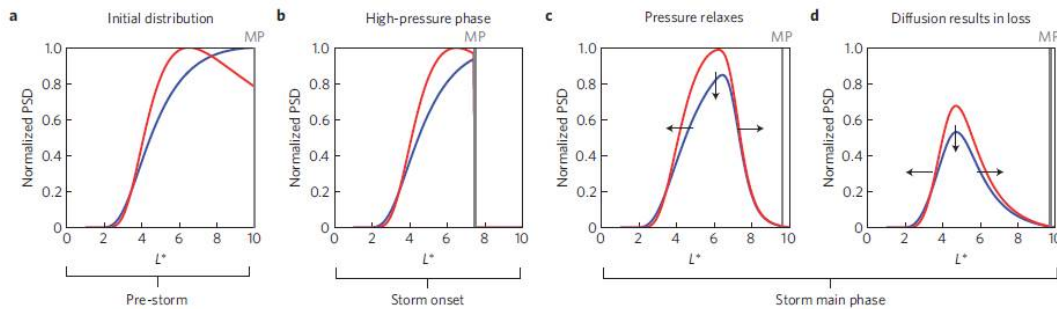 a Initial distribution
MP
1.0
0.8
0.6
0.4
0.2
0
Normalized PSD
0 2 4 6 8 10
L*
Pre-storm
b High-pressure phase
MP
1.0
0.8
0.6
0.4
0.2
0
Normalized PSD
0 2 4 6 8 10
L*
Storm onset
c Pressure relaxes
MP
1.0
0.8
0.6
0.4
0.2
0
Normalized PSD
0 2 4 6 8 10
L*
d Diffusion results in loss
MP
1.0
0.8
0.6
0.4
0.2
0
Normalized PSD
0 2 4 6 8 10
L*
Storm main phase